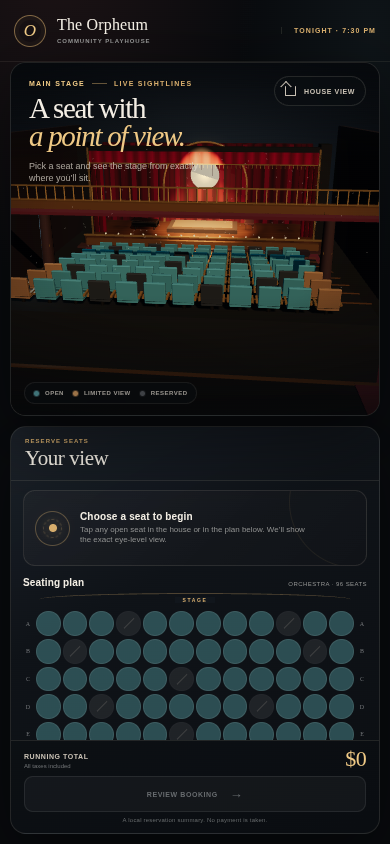 O
The Orpheum
COMMUNITY PLAYHOUSE
TONIGHT · 7:30 PM
MAIN STAGE — LIVE SIGHTLINES
HOUSE VIEW
A seat with
a point of view.
Pick a seat and see the stage from exactly
where you'll sit.
OPEN LIMITED VIEW RESERVED
RESERVE SEATS
Your view
Choose a seat to begin
Tap any open seat in the house or in the plan below. We'll show
the exact eye-level view.
Seating plan
ORCHESTRA · 96 SEATS
STAGE
A A
B B
C C
D D
E E
RUNNING TOTAL
All taxes included
$0
REVIEW BOOKING →
A local reservation summary. No payment is taken.